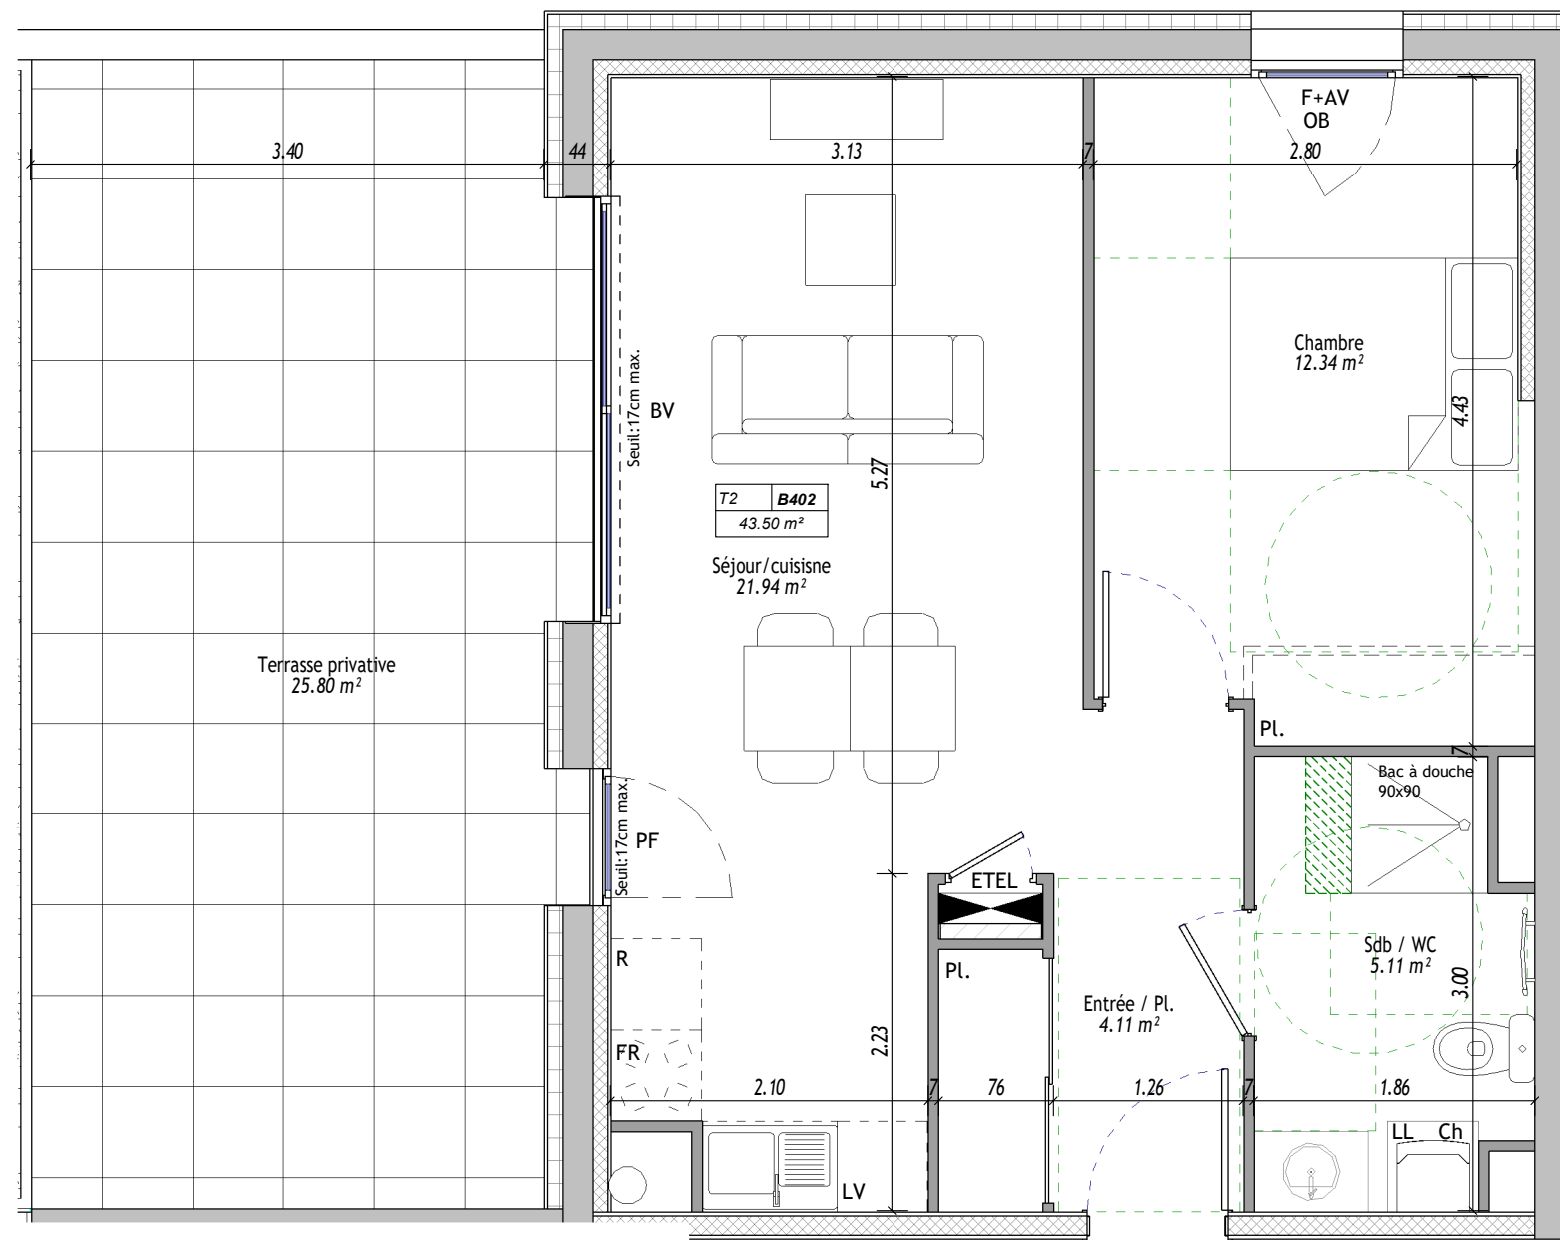 F+AV
OB
3.40
44
3.13
7
2.80
Chambre
12.34 m²
Seuil:17cm max.
BV
4.43
5.27
T2
B402
43.50 m²
Séjour/cuisisne
21.94 m²
Terrasse privative
25.80 m²
Pl.
7
Bac à douche
90x90
Seuil:17cm max.
PF
ETEL
R
Pl.
Sdb / WC
5.11 m²
3.00
Entrée / Pl.
4.11 m²
2.23
FR
2.10
7
76
1.26
7
1.86
LL
Ch
LV